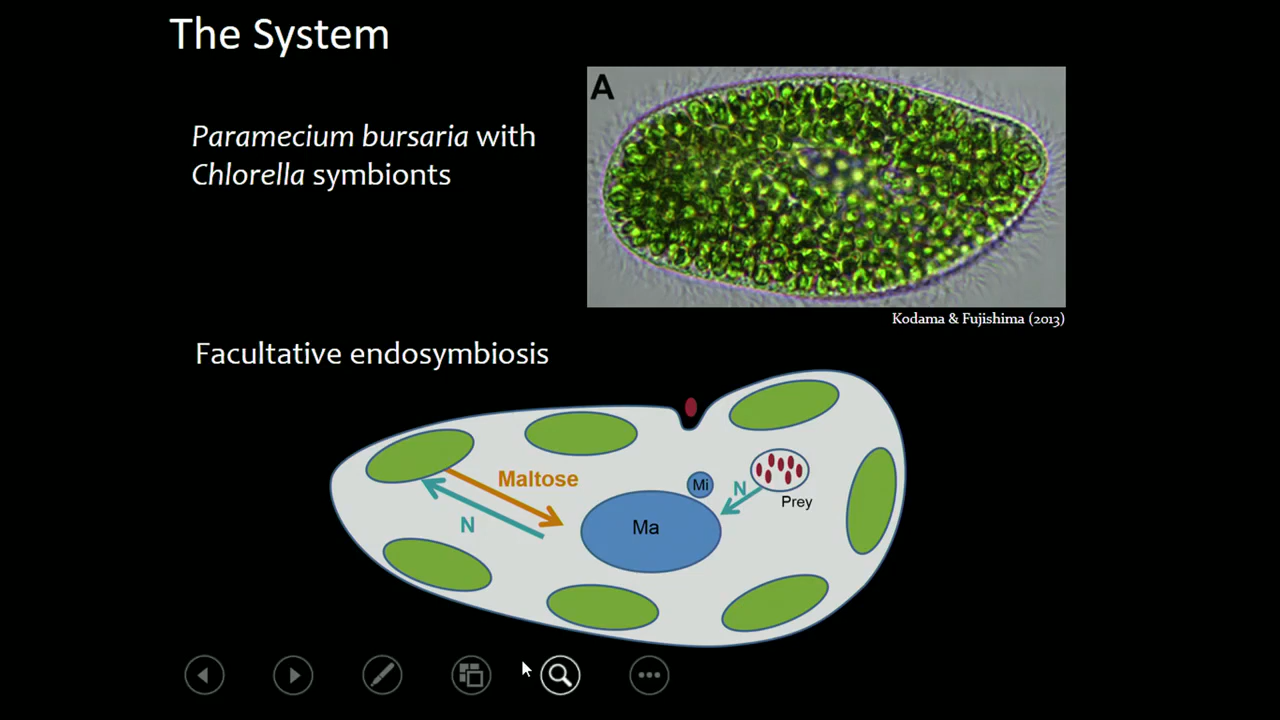 The System
A
Paramecium bursaria with
Chlorella symbionts
Kodama & Fujishima (2013)
Facultative endosymbiosis
Maltose
N
Mi
N
Prey
Ma